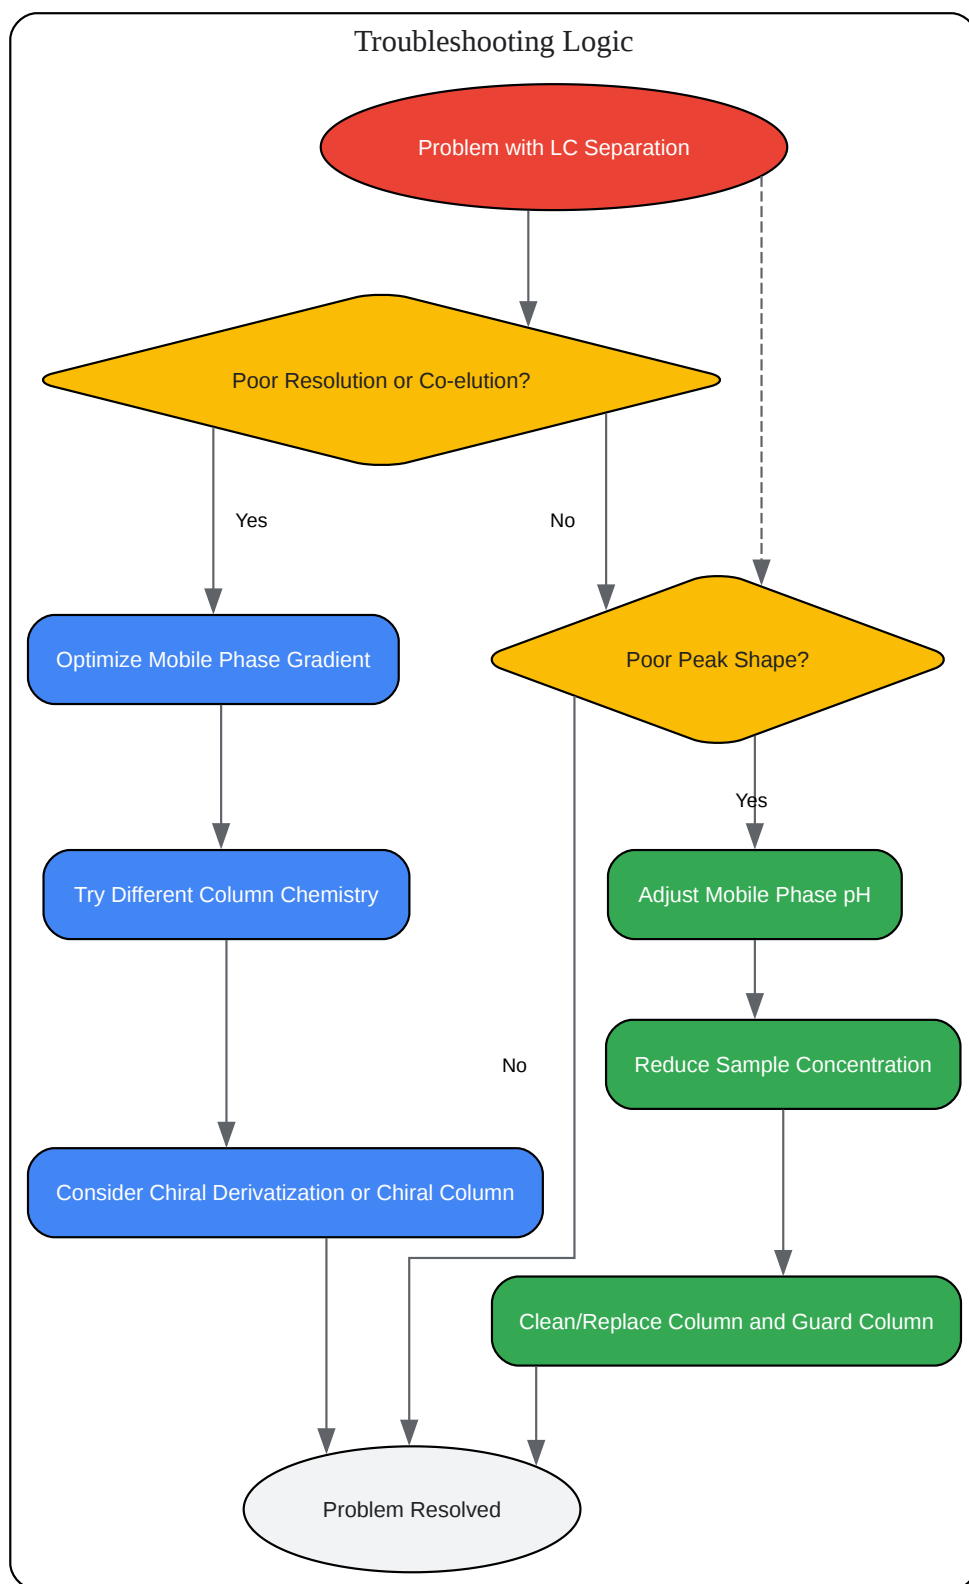 Troubleshooting Logic
Problem with LC Separation
Poor Resolution or Co-elution?
Yes
No
Optimize Mobile Phase Gradient
Poor Peak Shape?
Yes
Try Different Column Chemistry
Adjust Mobile Phase pH
No
Reduce Sample Concentration
Consider Chiral Derivatization or Chiral Column
Clean/Replace Column and Guard Column
Problem Resolved